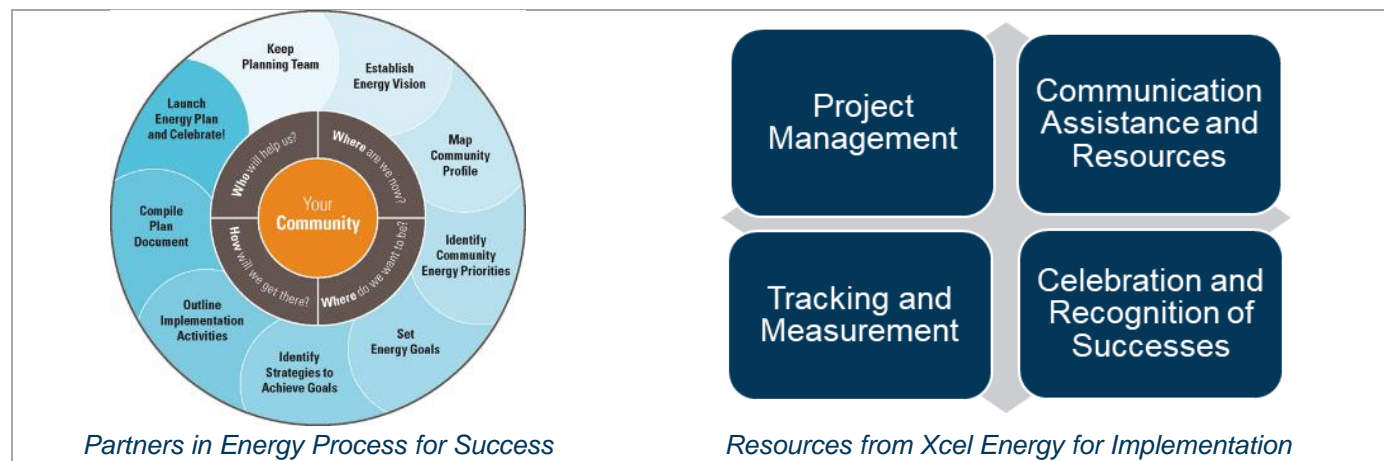 Keep
Planning Team
Establish
Energy Vision
Map
Community
Profile
Identify
Community
Energy Priorities
Set
Energy Goals
Identify
Strategies to
Achieve Goals
Outline
Implementation
Activities
Compile
Plan
Document
Launch
Energy Plan
and Celebrate!
Who will help us?
Where are we now?
Where do we want to be?
How will we get there?
Your
Community
Partners in Energy Process for Success
Project
Management
Communication
Assistance and
Resources
Tracking and
Measurement
Celebration and
Recognition of
Successes
Resources from Xcel Energy for Implementation